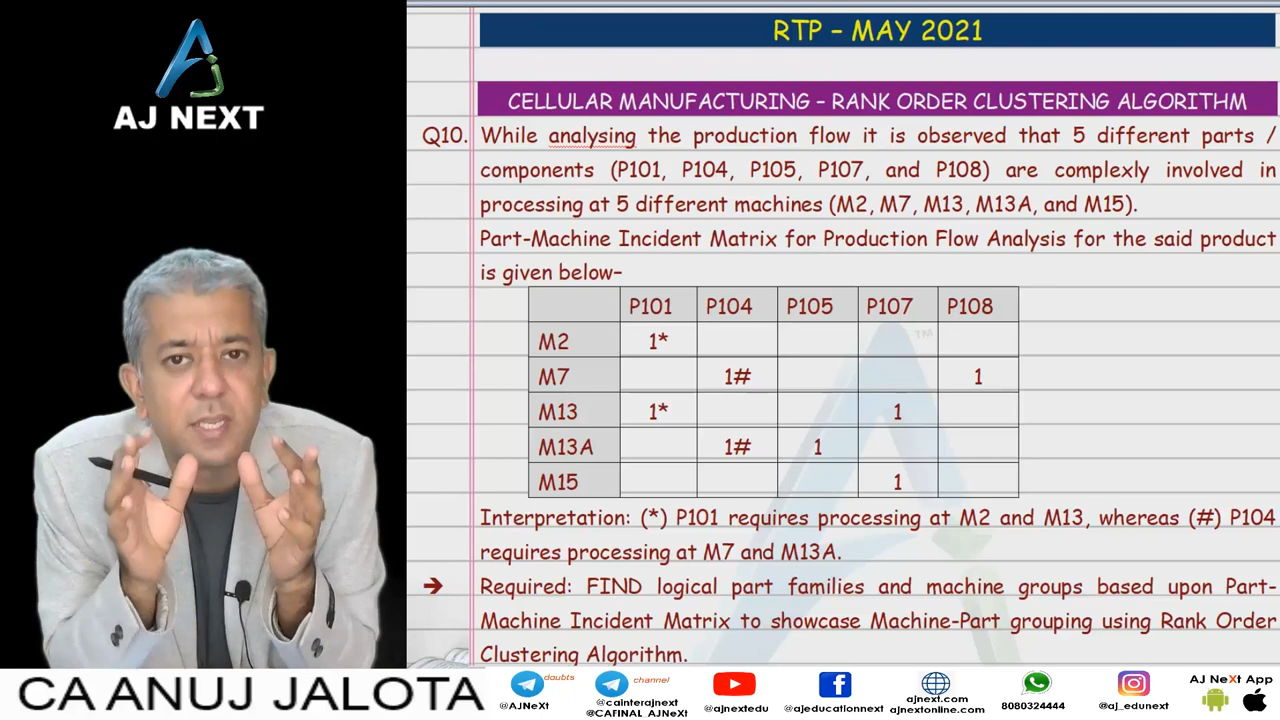 AJ NEXT
RTP – MAY 2021
CELLULAR MANUFACTURING – RANK ORDER CLUSTERING ALGORITHM
Q10. While analysing the production flow it is observed that 5 different parts /
components (P101, P104, P105, P107, and P108) are complexly involved in
processing at 5 different machines (M2, M7, M13, M13A, and M15).
Part-Machine Incident Matrix for Production Flow Analysis for the said product
is given below–
P101 P104 P105 P107 P108
M2 1*
M7 1# 1
M13 1* 1
M13A 1# 1
M15 1
TM
Interpretation: (*) P101 requires processing at M2 and M13, whereas (#) P104
requires processing at M7 and M13A.
➔ Required: FIND logical part families and machine groups based upon Part-
Machine Incident Matrix to showcase Machine-Part grouping using Rank Order
Clustering Algorithm.
CA ANUJ JALOTA
doubts
@AJNeXt
channel
@cainterajnext
@CAFINAL_AJNeXt
@ajnextedu
@ajeducationnext
ajnext.com
ajnextonline.com
8080324444
@aj_edunext
AJ NeXt App